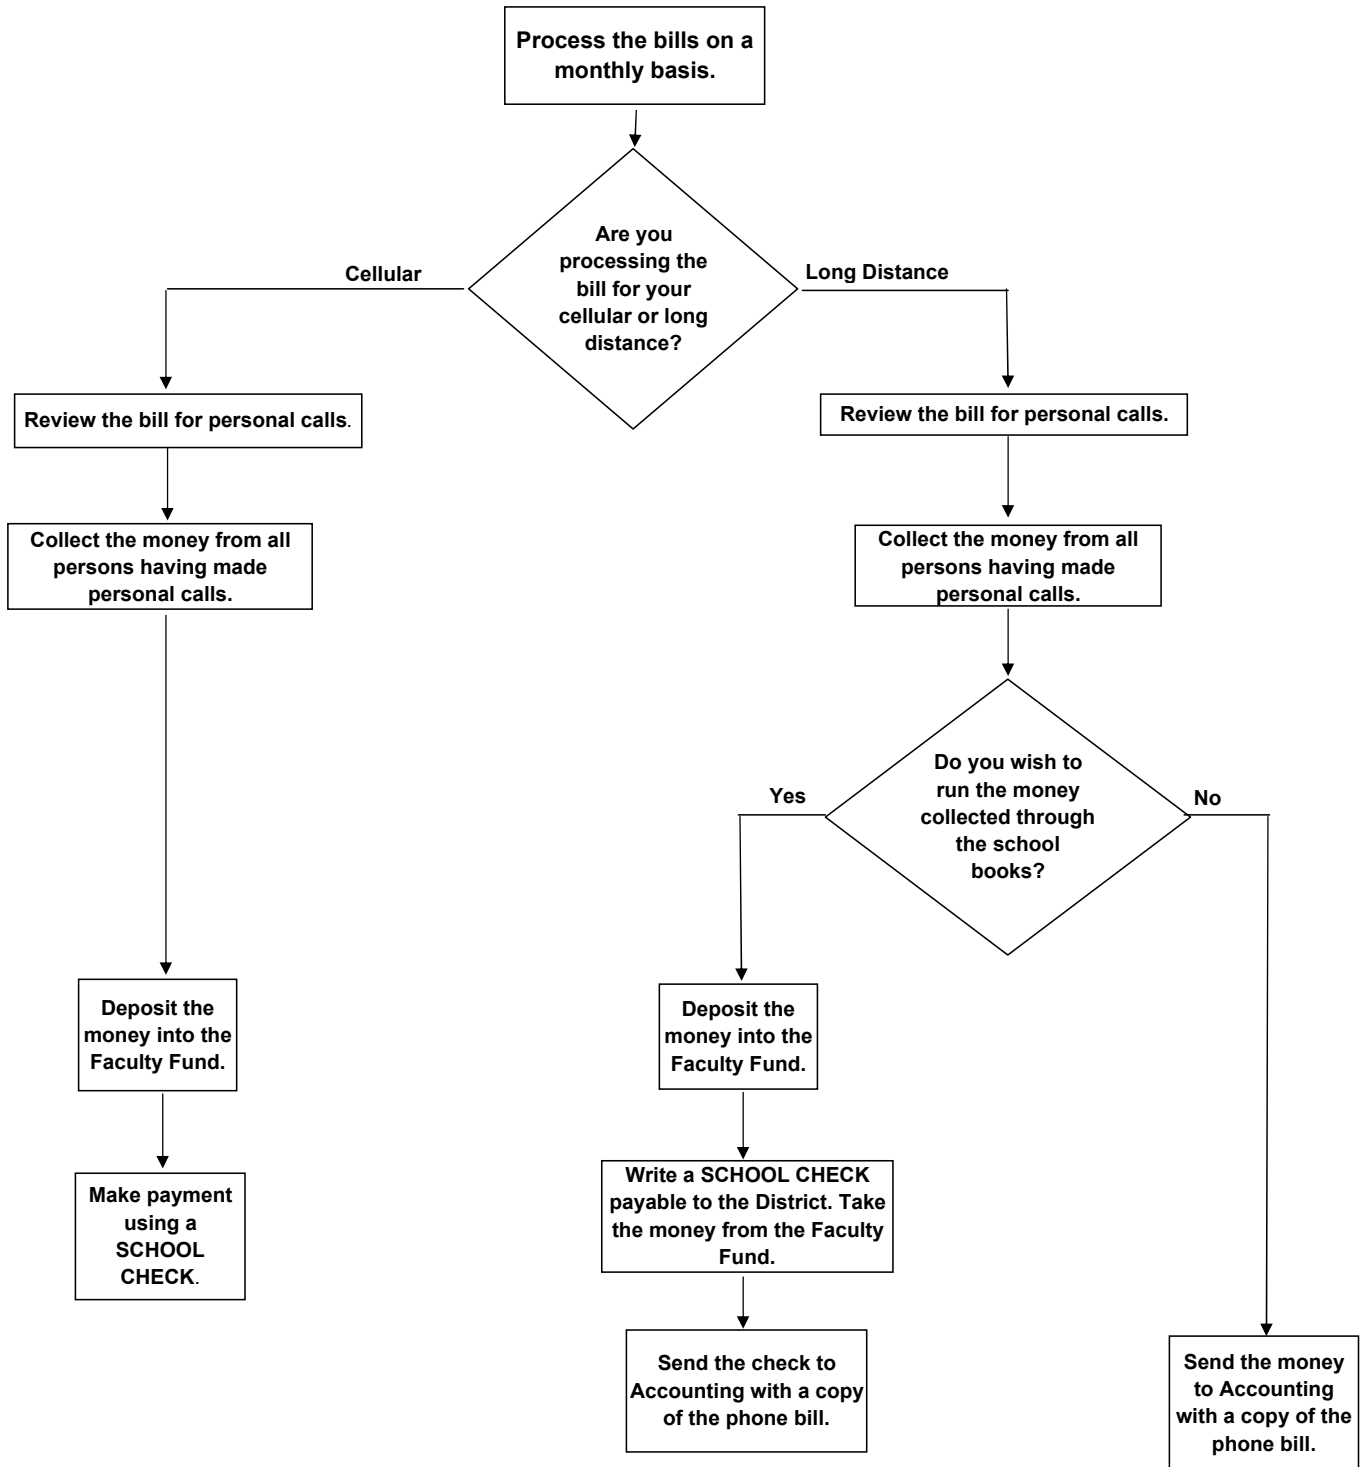 Process the bills on a
monthly basis.
Are you
processing the
bill for your
cellular or long
distance?
Cellular
Long Distance
Review the bill for personal calls.
Review the bill for personal calls.
Collect the money from all
persons having made
personal calls.
Collect the money from all
persons having made
personal calls.
Do you wish to
run the money
collected through
the school
books?
Yes
No
Deposit the
money into the
Faculty Fund.
Deposit the
money into the
Faculty Fund.
Make payment
using a
SCHOOL
CHECK.
Write a SCHOOL CHECK
payable to the District. Take
the money from the Faculty
Fund.
Send the check to
Accounting with a copy
of the phone bill.
Send the money
to Accounting
with a copy of the
phone bill.